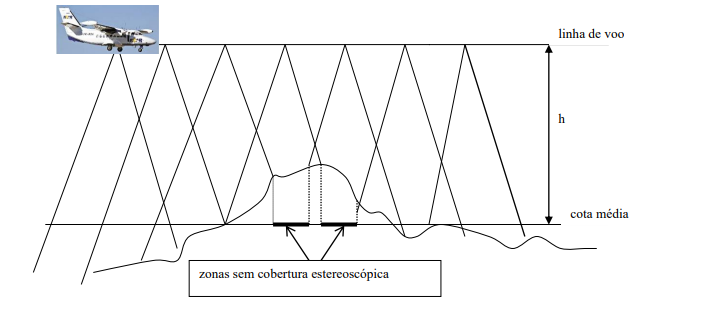 linha de voo
h
cota média
zonas sem cobertura estereoscópica